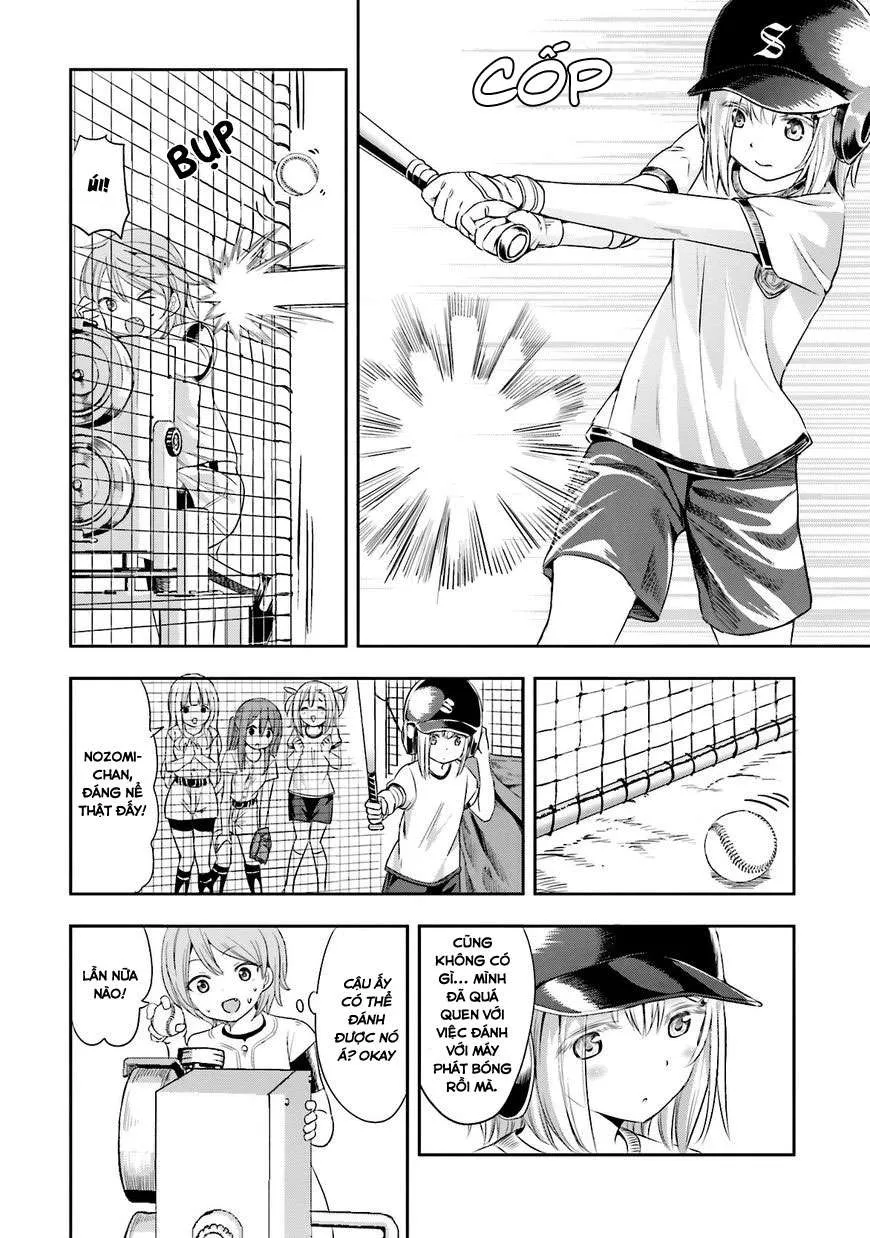 CỐP
S
BỤP
ÚI!
S
NOZOMI-
CHAN,
ĐÁNG NỂ
THẬT ĐẤY!
CŨNG
KHÔNG CÓ
GÌ... MÌNH
ĐÃ QUÁ
QUEN VỚI
VIỆC ĐÁNH
VỚI MÁY
PHÁT BÓNG
RỒI MÀ.
CẬU ẤY
CÓ THỂ
ĐÁNH
ĐƯỢC NÓ
Á? OKAY
LẦN NỮA
NÀO!